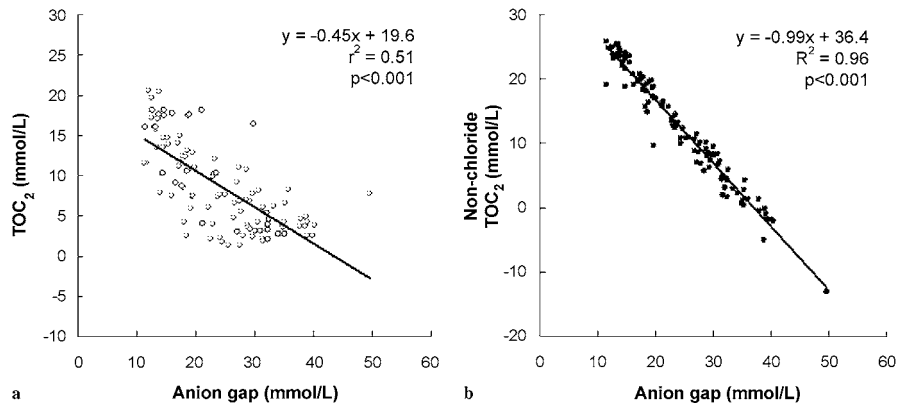 y = –0.45x + 19.6
r² = 0.51
p<0.001
TOC₂ (mmol/L)
30
25
20
15
10
5
0
-5
-10
0 10 20 30 40 50 60
a
Anion gap (mmol/L)
y = -0.99x + 36.4
R² = 0.96
p<0.001
Non-chloride
TOC₂ (mmol/L)
30
20
10
0
-10
-20
0 10 20 30 40 50 60
b
Anion gap (mmol/L)